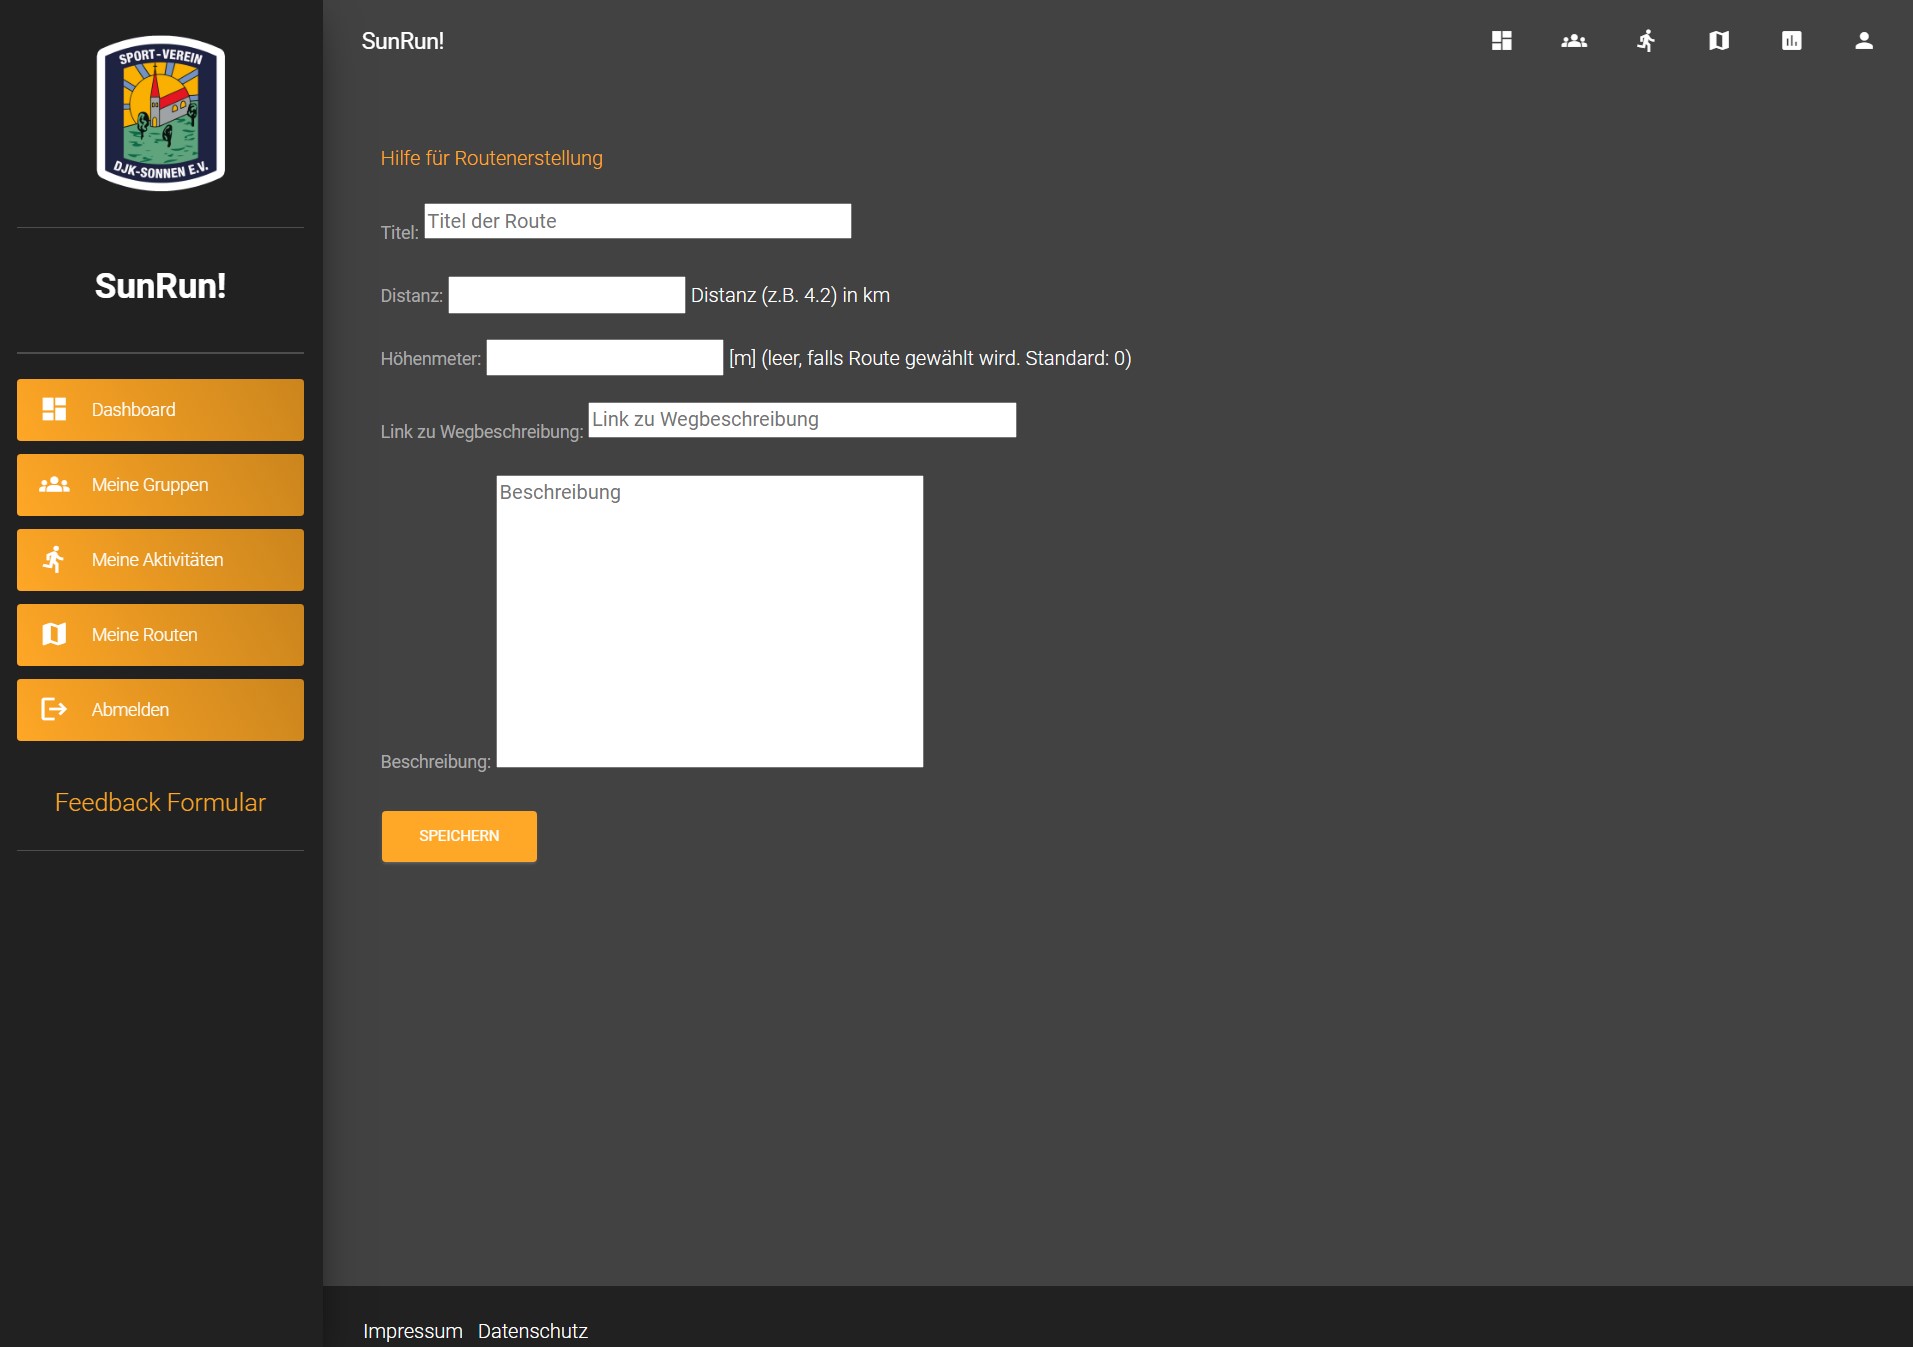 SPORT-VEREIN
DJK-SONNEN E.V.
SunRun!
Dashboard
Meine Gruppen
Meine Aktivitäten
Meine Routen
Abmelden
Feedback Formular
SunRun!
Hilfe für Routenerstellung
Titel: Titel der Route
Distanz: Distanz (z.B. 4.2) in km
Höhenmeter: [m] (leer, falls Route gewählt wird. Standard: 0)
Link zu Wegbeschreibung: Link zu Wegbeschreibung
Beschreibung
Beschreibung:
SPEICHERN
Impressum Datenschutz